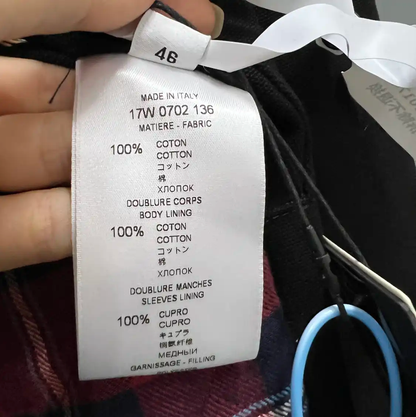 46
MADE IN ITALY
17W 0702 136
MATIERE - FABRIC
100% COTON
COTTON
コットン
棉
ХЛОПОК
DOUBLURE CORPS
BODY LINING
100% COTON
COTTON
コットン
棉
ХЛОПОК
DOUBLURE MANCHES
SLEEVES LINING
100% CUPRO
CUPRO
キュプラ
МЕДНЫЙ
GARNISSAGE - FILLING